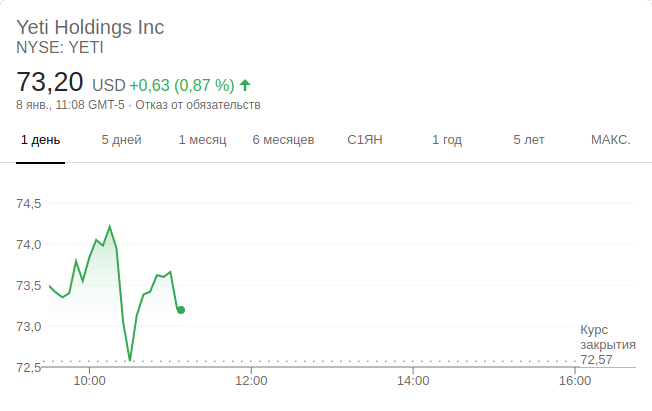 Yeti Holdings Inc
NYSE: YETI
73,20 USD +0,63 (0,87 %)
8 янв., 11:08 GMT-5 · Отказ от обязательств
1 день 5 дней 1 месяц 6 месяцев С1ЯН 1 год 5 лет МАКС.
74,5
74,0
73,5
73,0
72,5
Курс
закрытия
72,57
10:00 12:00 14:00 16:00